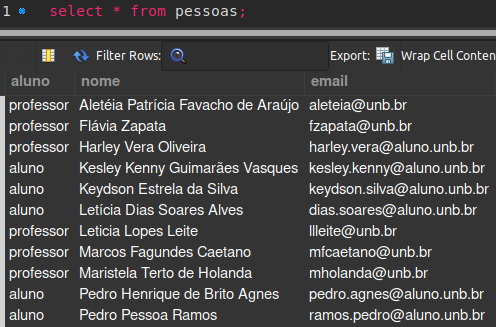 1 select * from pessoas;
Filter Rows: Export: Wrap Cell Conten
aluno nome email
professor Aletéia Patrícia Favacho de Araújo aleteia@unb.br
professor Flávia Zapata fzapata@unb.br
professor Harley Vera Oliveira harley.vera@aluno.unb.br
aluno Kesley Kenny Guimarães Vasques kesley.kenny@aluno.unb.br
aluno Keydson Estrela da Silva keydson.silva@aluno.unb.br
aluno Letícia Dias Soares Alves dias.soares@aluno.unb.br
professor Leticia Lopes Leite llleite@unb.br
professor Marcos Fagundes Caetano mfcaetano@unb.br
professor Maristela Terto de Holanda mholanda@unb.br
aluno Pedro Henrique de Brito Agnes pedro.agnes@aluno.unb.br
aluno Pedro Pessoa Ramos ramos.pedro@aluno.unb.br